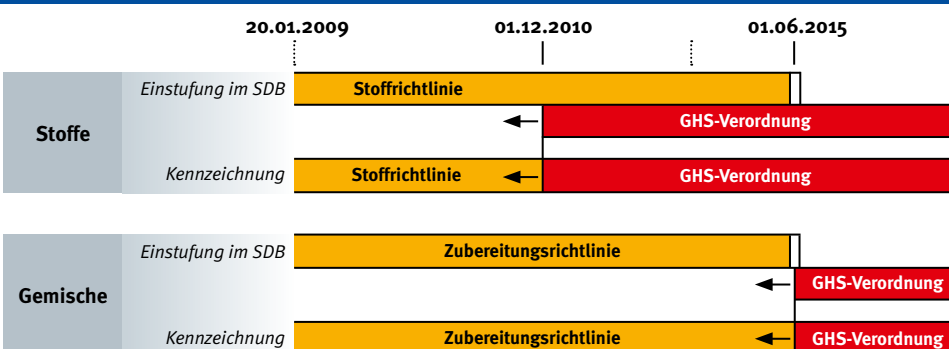 20.01.2009 01.12.2010 01.06.2015
Stoffe
Einstufung im SDB Stoffrichtlinie
GHS-Verordnung
Kennzeichnung Stoffrichtlinie GHS-Verordnung
Gemische
Einstufung im SDB Zubereitungsrichtlinie
GHS-Verordnung
Kennzeichnung Zubereitungsrichtlinie GHS-Verordnung